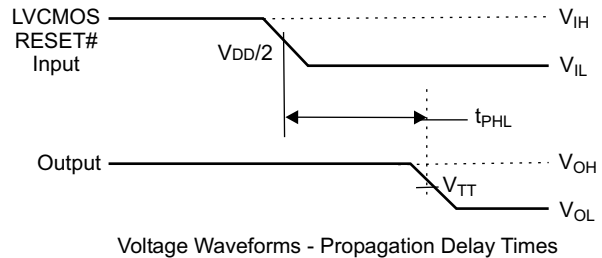 LVCMOS
RESET#
Input
VIH
VDD/2
VIL
tPHL
Output
VOH
VTT
VOL
Voltage Waveforms - Propagation Delay Times